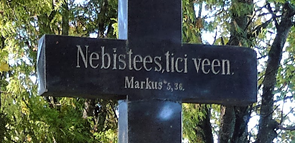 Nebistees, tici veen.
Markus 5,36.